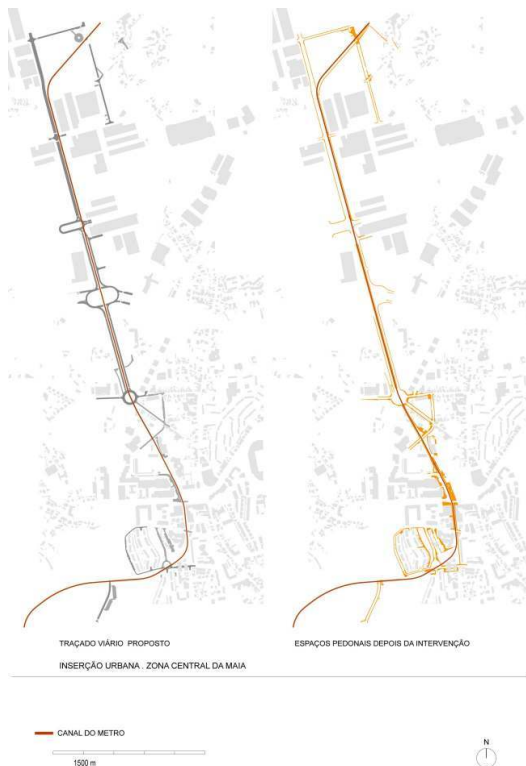 TRAÇADO VIÁRIO PROPOSTO
ESPAÇOS PEDONAIS DEPOIS DA INTERVENÇÃO
INSERÇÃO URBANA . ZONA CENTRAL DA MAIA
CANAL DO METRO
1500 m
N